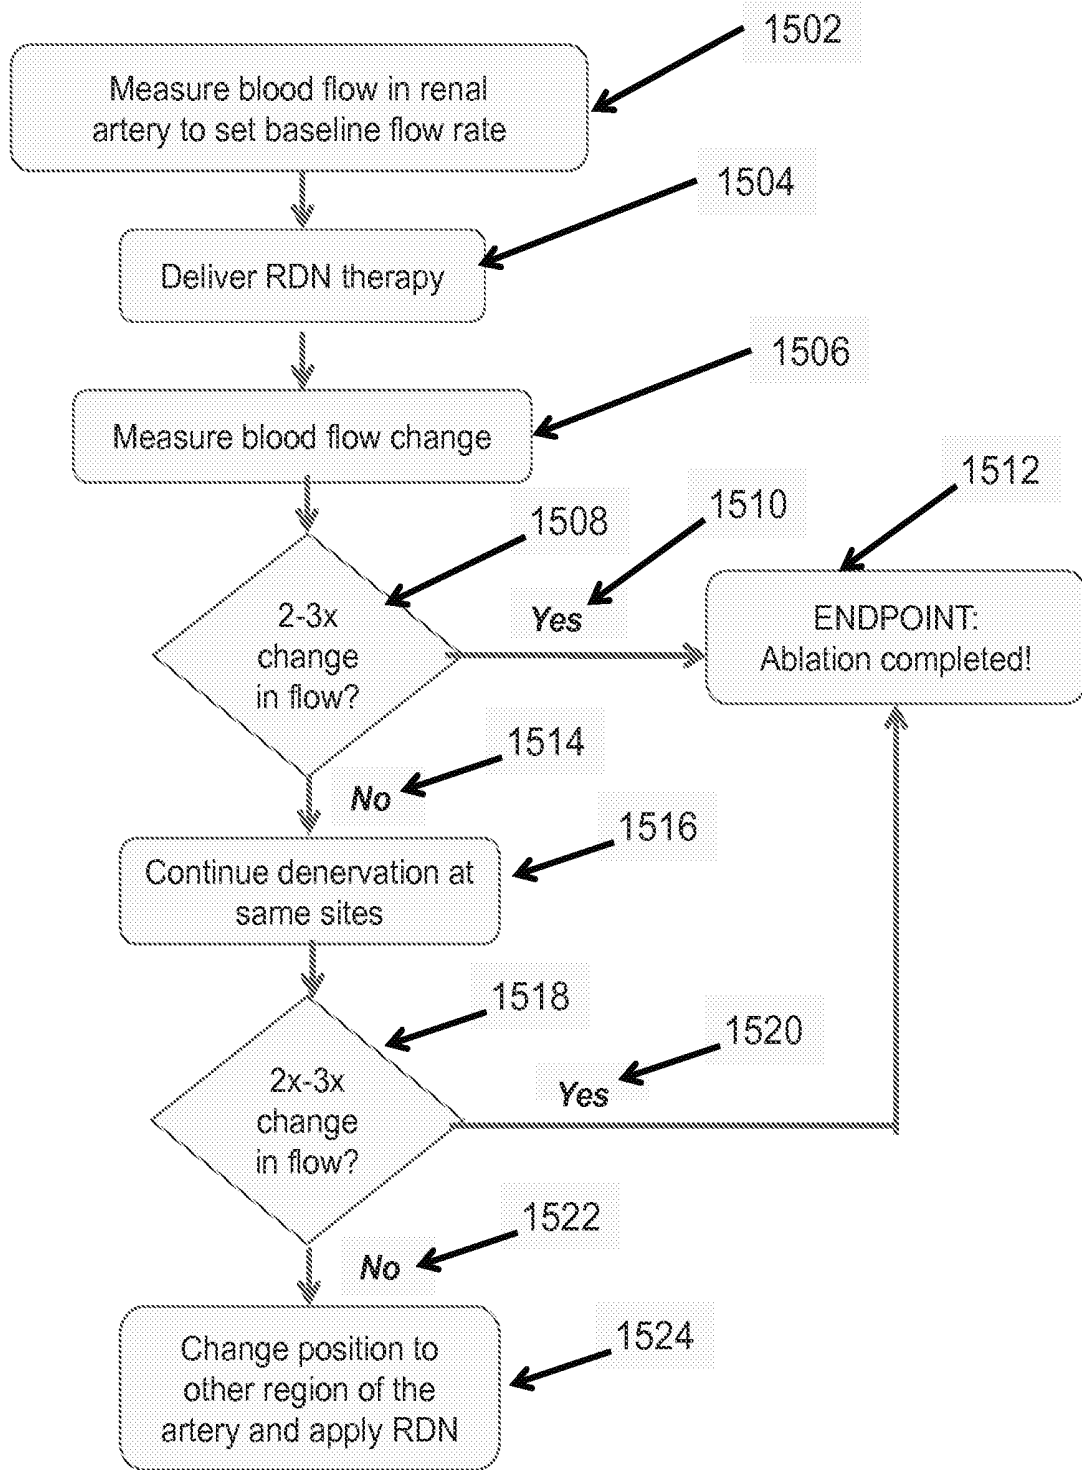 1502
Measure blood flow in renal
artery to set baseline flow rate
1504
Deliver RDN therapy
1506
Measure blood flow change
1508
1510
1512
2-3x
change
in flow?
Yes
ENDPOINT:
Ablation completed!
1514
No
1516
Continue denervation at
same sites
1518
1520
2x-3x
change
in flow?
Yes
1522
No
1524
Change position to
other region of the
artery and apply RDN